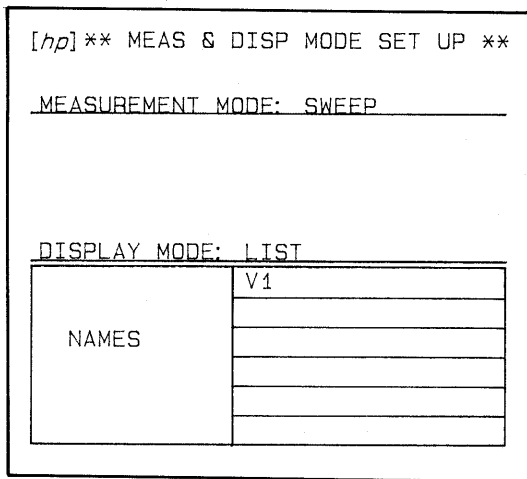 [hp] ** MEAS & DISP MODE SET UP **
MEASUREMENT MODE: SWEEP
DISPLAY MODE: LIST
V1
NAMES